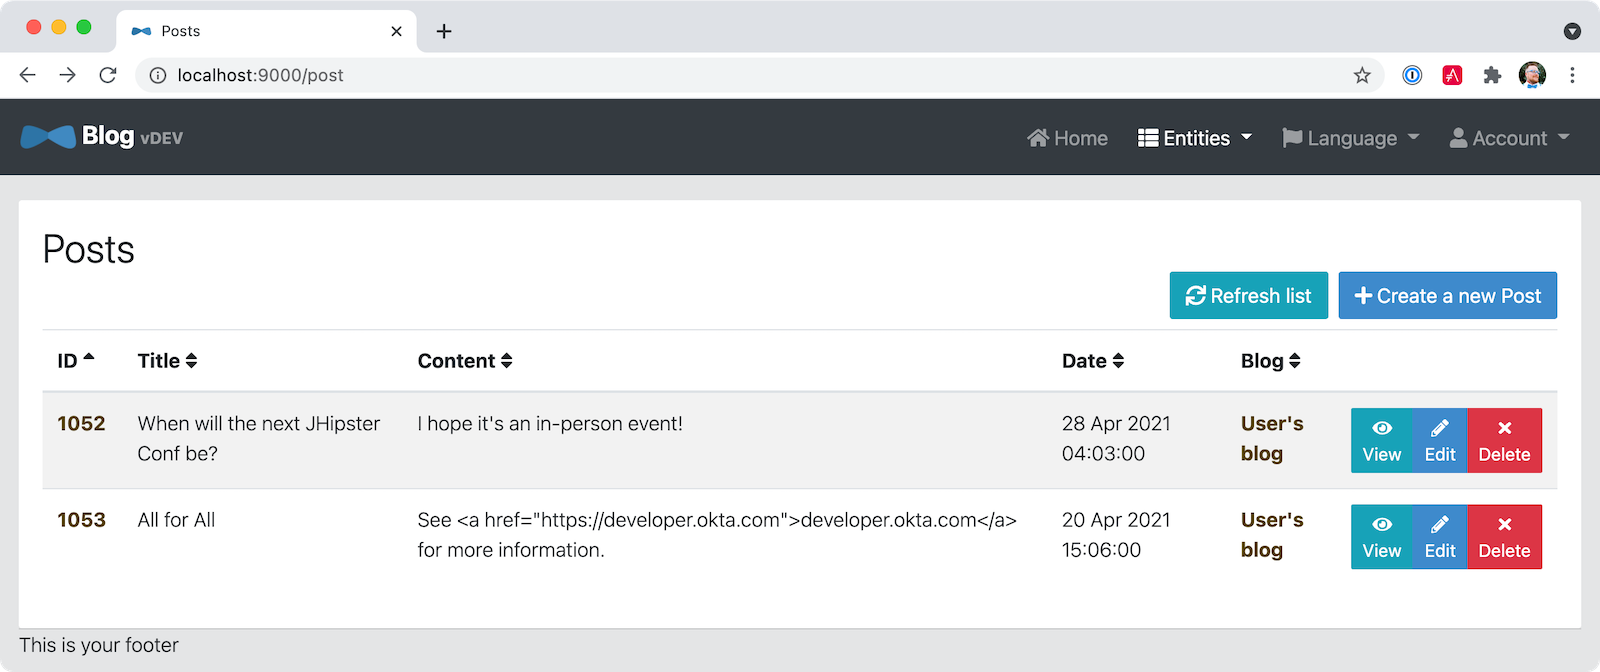 Posts
localhost:9000/post
Blog vDEV
Home Entities Language Account
Posts
Refresh list Create a new Post
ID Title Content Date Blog
1052 When will the next JHipster I hope it's an in-person event! 28 Apr 2021 User's
Conf be? 04:03:00 blog
View Edit Delete
1053 All for All See <a href="https://developer.okta.com">developer.okta.com</a> 20 Apr 2021 User's
for more information. 15:06:00 blog
View Edit Delete
This is your footer